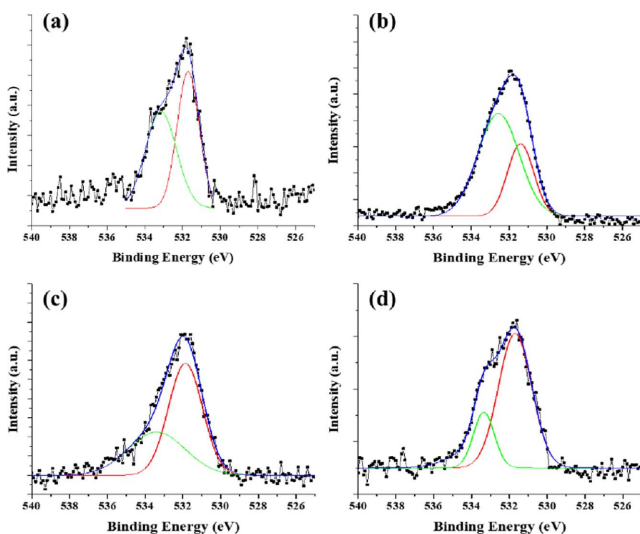 (a)
Intensity (a.u.)
540 538 536 534 532 530 528 526
Binding Energy (eV)
(b)
Intensity (a.u.)
540 538 536 534 532 530 528 526
Binding Energy (eV)
(c)
Intensity (a.u.)
540 538 536 534 532 530 528 526
Binding Energy (eV)
(d)
Intensity (a.u.)
540 538 536 534 532 530 528 526
Binding Energy (eV)